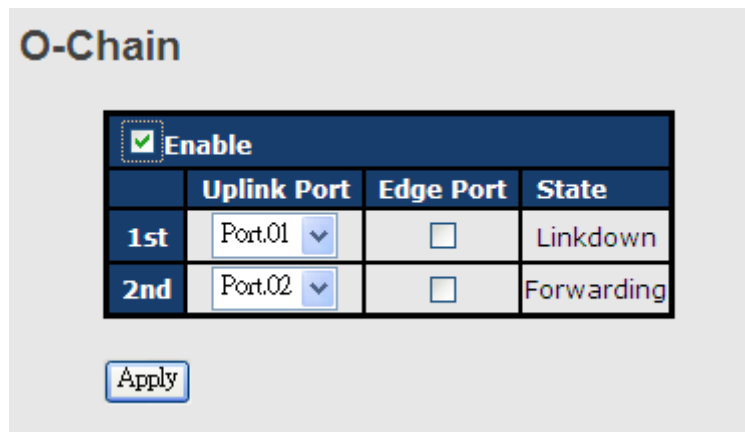 O-Chain
Enable
Uplink Port Edge Port State
1st Port.01 Linkdown
2nd Port.02 Forwarding
Apply